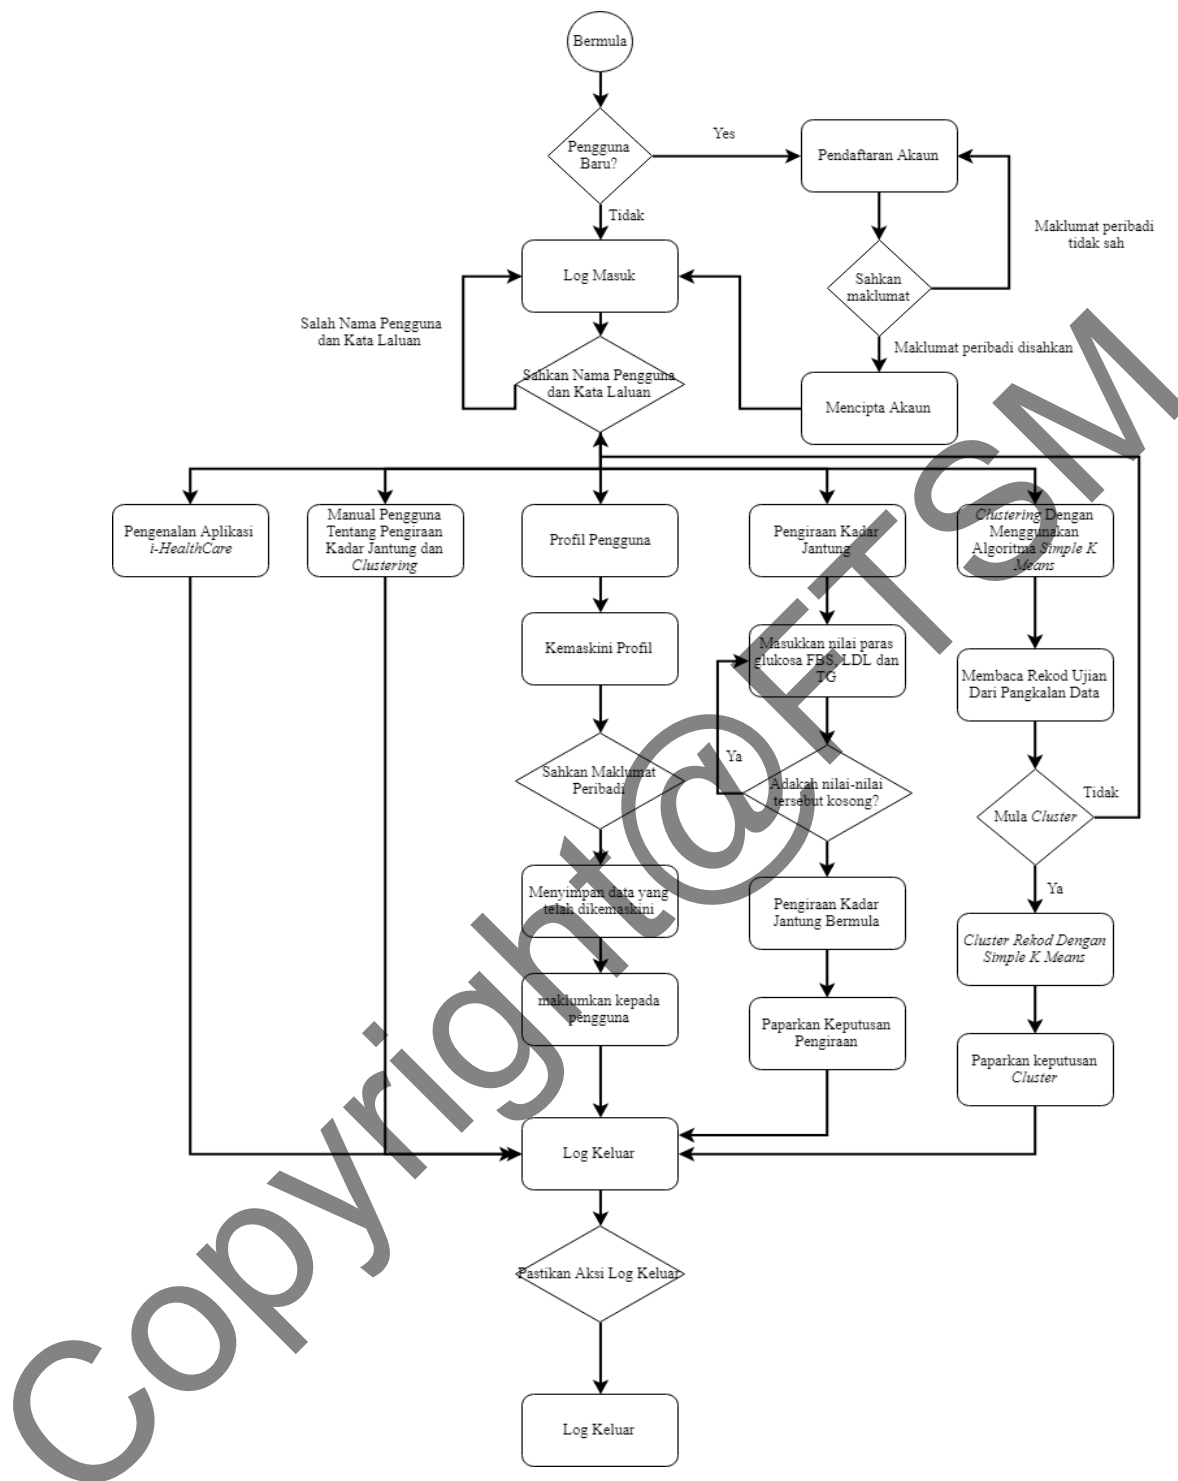 Bermula
Pengguna
Baru?
Yes
Pendaftaran Akaun
Tidak
Maklumat peribadi
tidak sah
Log Masuk
Sahkan
maklumat
Salah Nama Pengguna
dan Kata Laluan
Maklumat peribadi disahkan
Sahkan Nama Pengguna
dan Kata Laluan
Mencipta Akaun
Pengenalan Aplikasi
i-HealthCare
Manual Pengguna
Tentang Pengiraan
Kadar Jantung dan
Clustering
Profil Pengguna
Pengiraan Kadar
Jantung
Clustering Dengan
Menggunakan
Algoritma Simple K
Means
Kemaskini Profil
Masukkan nilai paras
glukosa FBS, LDL dan
TG
Membaca Rekod Ujian
Dari Pangkalan Data
Sahkan Maklumat
Peribadi
Ya
Adakah nilai-nilai
tersebut kosong?
Mula Cluster
Tidak
Ya
Menyimpan data yang
telah dikemaskini
Pengiraan Kadar
Jantung Bermula
Cluster Rekod Dengan
Simple K Means
maklumkan kepada
pengguna
Paparkan Keputusan
Pengiraan
Paparkan keputusan
Cluster
Log Keluar
Pastikan Aksi Log Keluar
Log Keluar
Copyright@FTSM